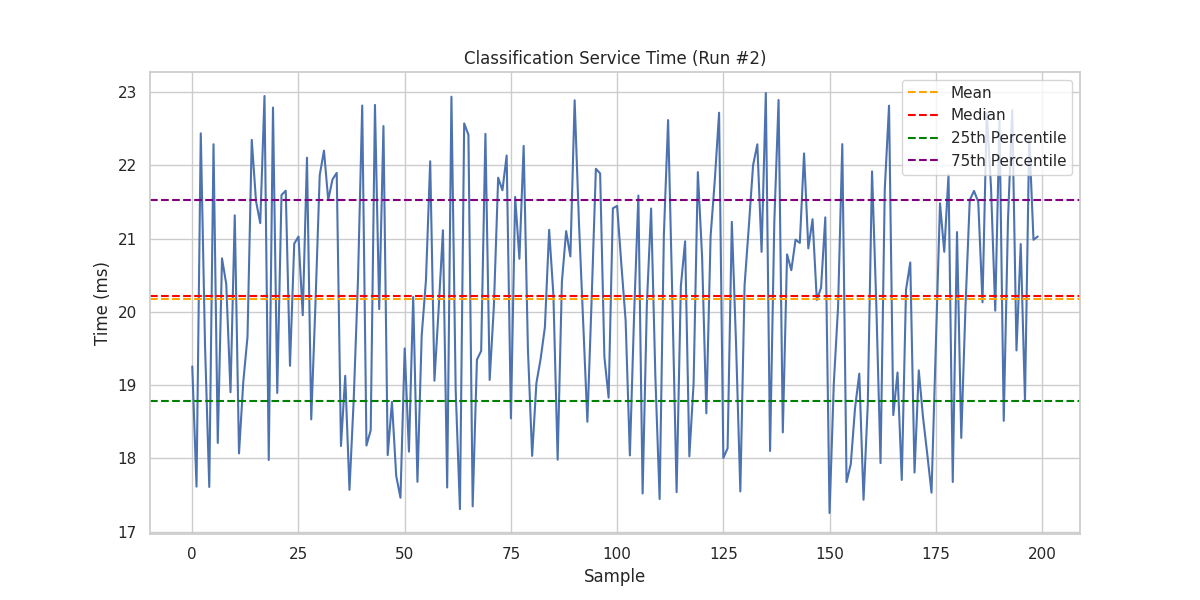 Classification Service Time (Run #2)
Mean
Median
25th Percentile
75th Percentile
Time (ms)
23
22
21
20
19
18
17
0 25 50 75 100 125 150 175 200
Sample